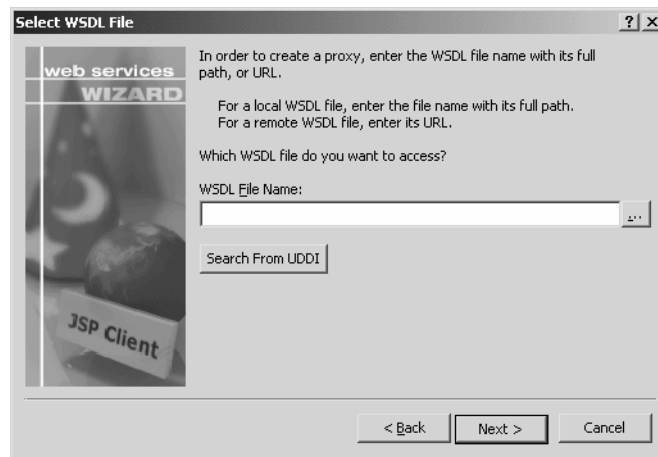 Select WSDL File
? X
web services
WIZARD
In order to create a proxy, enter the WSDL file name with its full
path, or URL.
For a local WSDL file, enter the file name with its full path.
For a remote WSDL file, enter its URL.
Which WSDL file do you want to access?
WSDL File Name:
...
Search From UDDI
JSP Client
< Back
Next >
Cancel